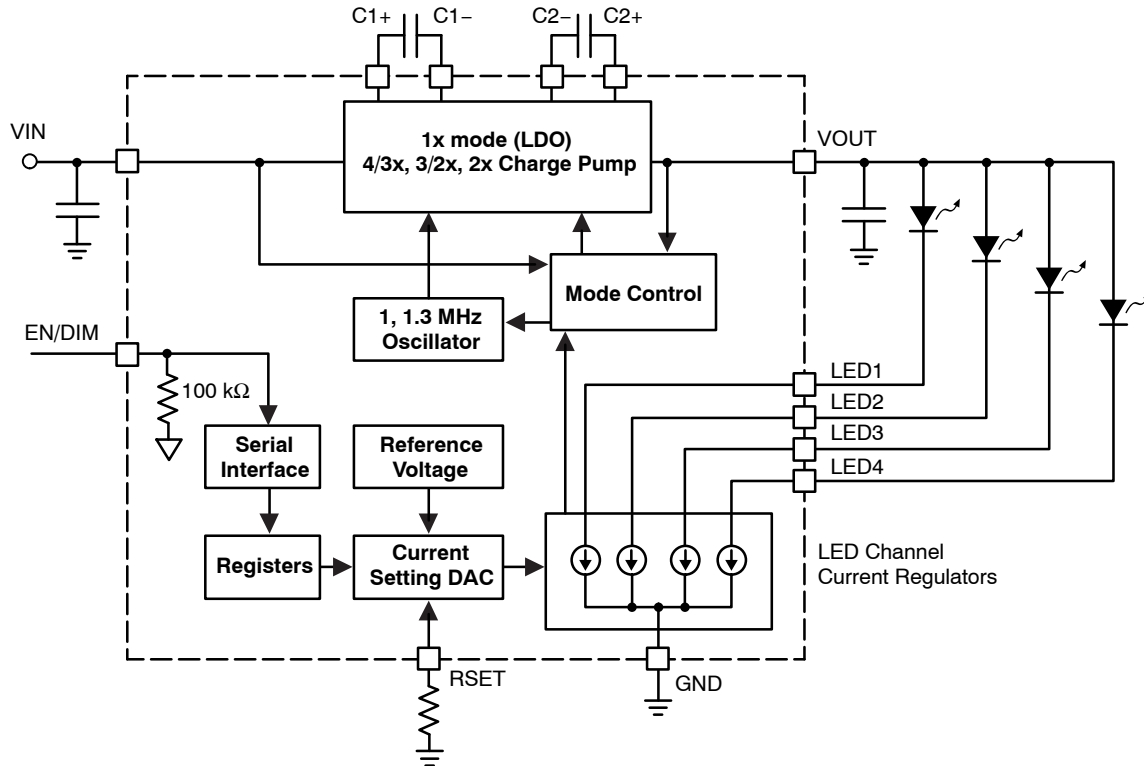 C1+
C1−
C2−
C2+
1x mode (LDO)
4/3x, 3/2x, 2x Charge Pump
VIN
VOUT
Mode Control
1, 1.3 MHz
Oscillator
EN/DIM
100 kΩ
LED1
LED2
LED3
LED4
Serial
Interface
Reference
Voltage
Registers
Current
Setting DAC
LED Channel
Current Regulators
RSET
GND